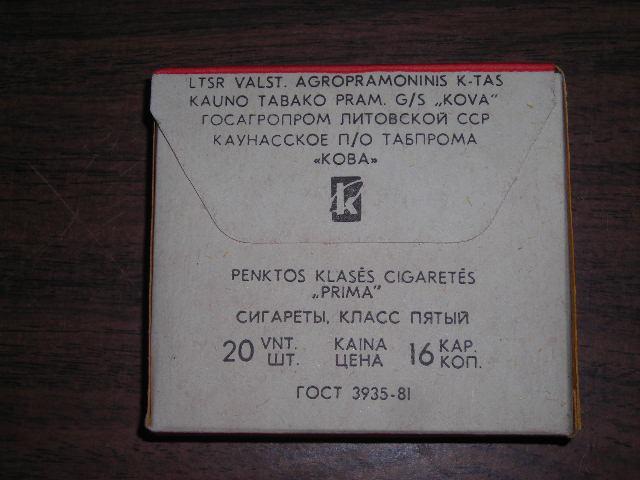 LTSR VALST. AGROPRAMONINIS K-TAS
KAUNO TABAKO PRAM. G/S „KOVA"
ГОСАГРОПРОМ ЛИТОВСКОЙ ССР
КАУНАССКОЕ П/О ТАБПРОМА
«КОВА»
k
PENKTOS KLASĖS CIGARETĖS
„PRIMA"
СИГАРЕТЫ, КЛАСС ПЯТЫЙ
20 VNT. KAINA 16 KAP.
ШТ. ЦЕНА КОП.
ГОСТ 3935-81